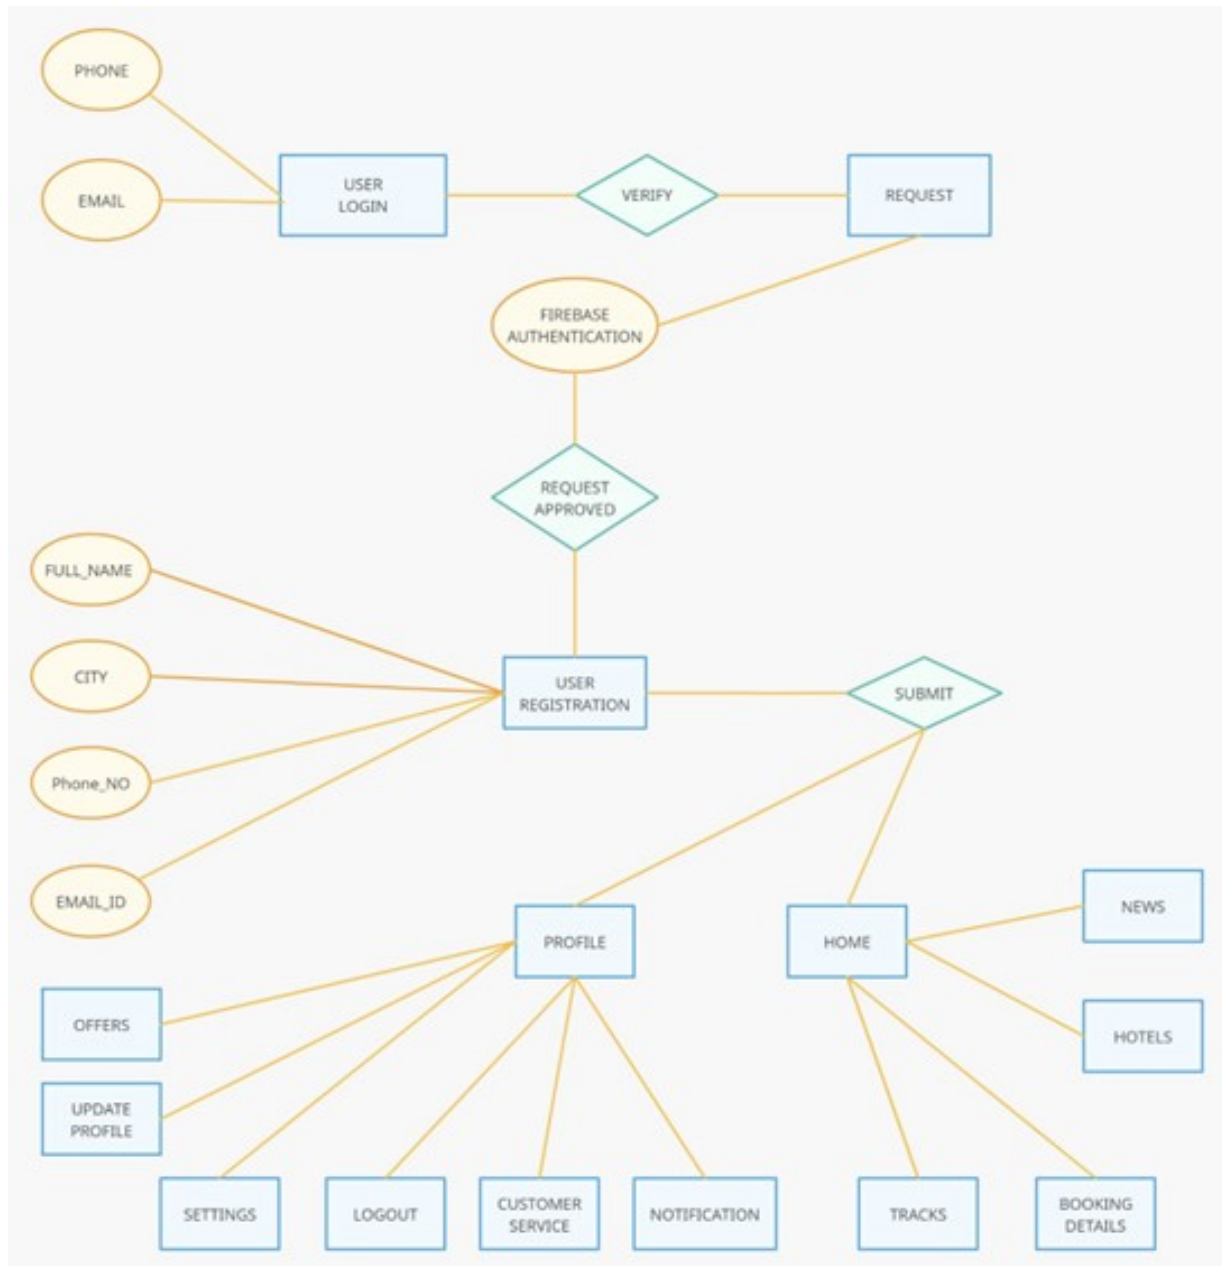 PHONE
EMAIL
USER
LOGIN
VERIFY
REQUEST
FIREBASE
AUTHENTICATION
REQUEST
APPROVED
FULL_NAME
CITY
Phone_NO
EMAIL_ID
USER
REGISTRATION
SUBMIT
PROFILE
HOME
NEWS
HOTELS
OFFERS
UPDATE
PROFILE
SETTINGS
LOGOUT
CUSTOMER
SERVICE
NOTIFICATION
TRACKS
BOOKING
DETAILS